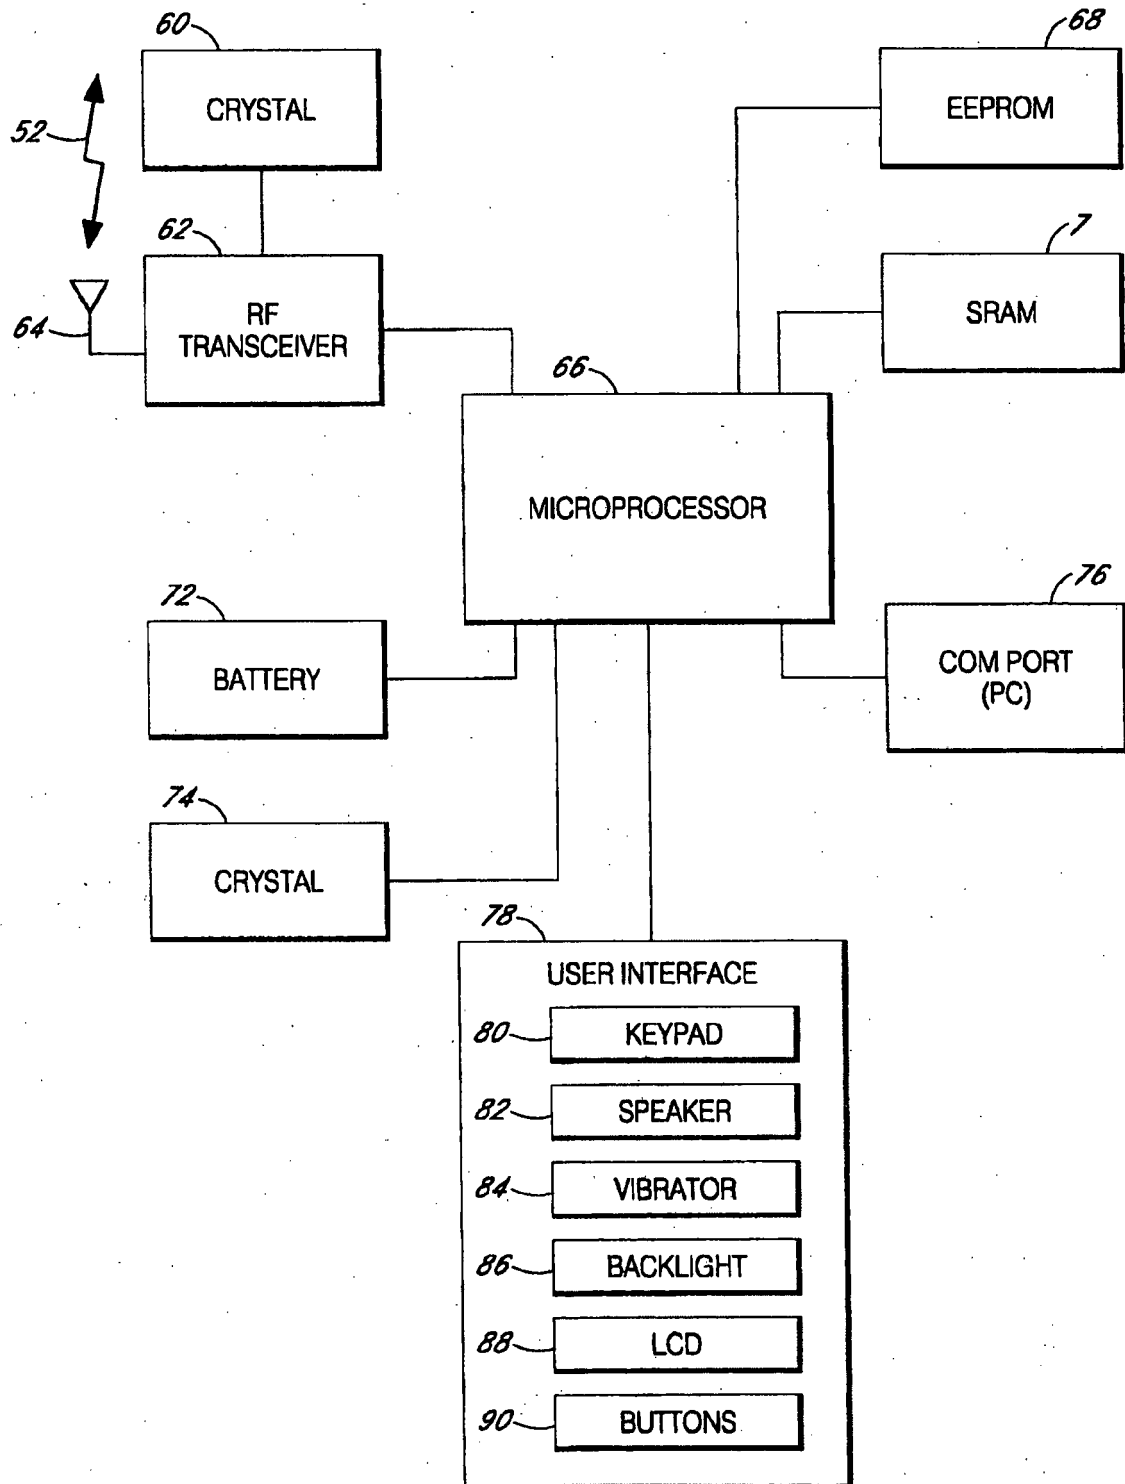 60
CRYSTAL
52
62
RF
TRANSCEIVER
64
68
EEPROM
7
SRAM
66
MICROPROCESSOR
72
BATTERY
76
COM PORT
(PC)
74
CRYSTAL
78
USER INTERFACE
80
KEYPAD
82
SPEAKER
84
VIBRATOR
86
BACKLIGHT
88
LCD
90
BUTTONS